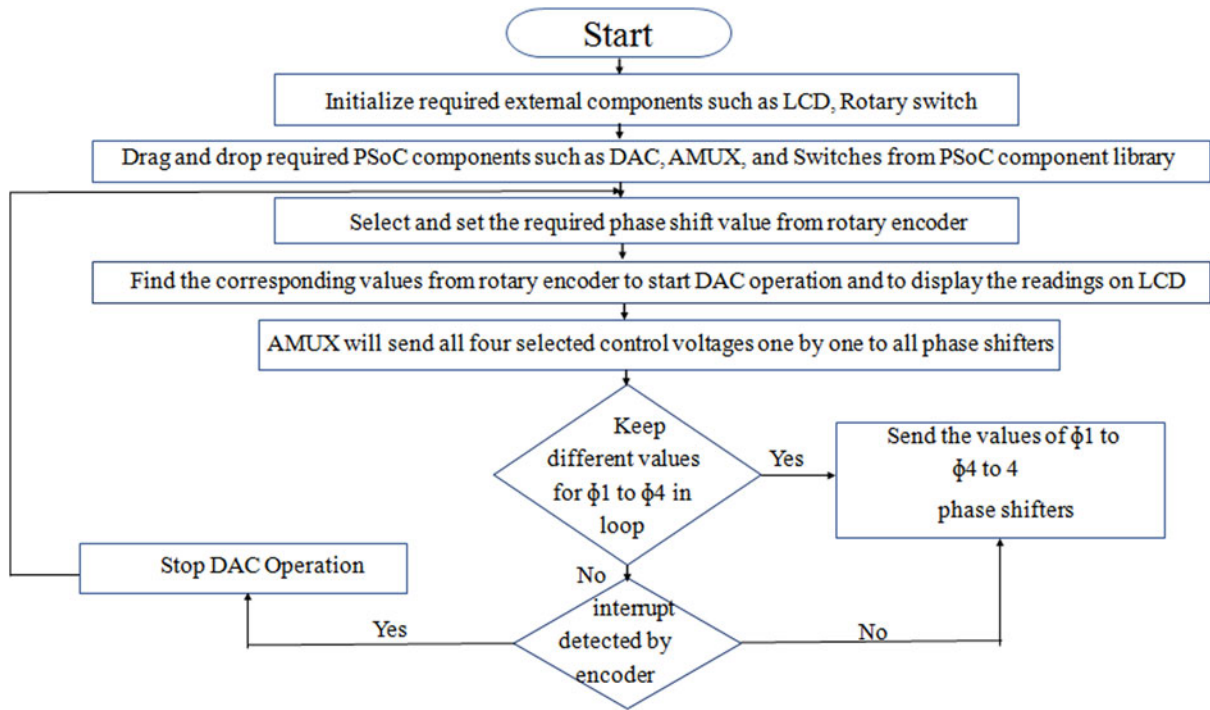 Start
Initialize required external components such as LCD, Rotary switch
Drag and drop required PSoC components such as DAC, AMUX, and Switches from PSoC component library
Select and set the required phase shift value from rotary encoder
Find the corresponding values from rotary encoder to start DAC operation and to display the readings on LCD
AMUX will send all four selected control voltages one by one to all phase shifters
Keep
different values
for ϕ1 to ϕ4 in
loop
Yes
Send the values of ϕ1 to
ϕ4 to 4
phase shifters
No
interrupt
detected by
encoder
Yes
No
Stop DAC Operation